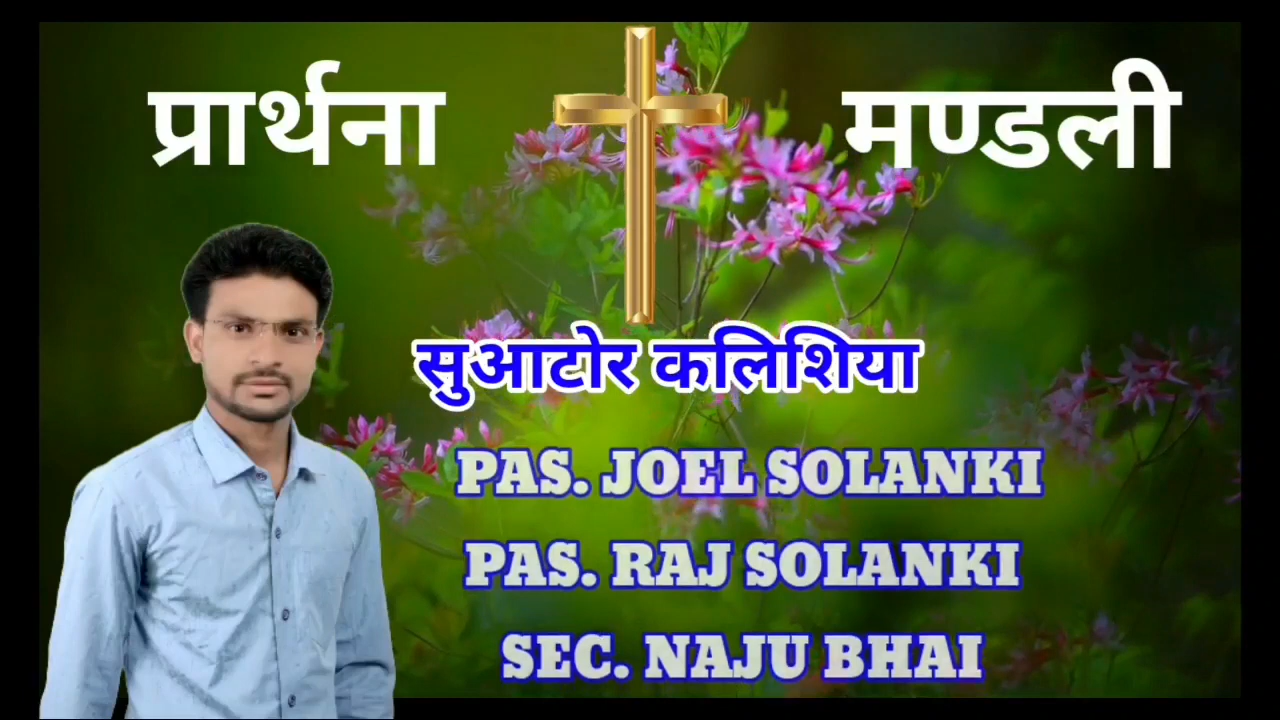 प्रार्थना मण्डली
सुआटोर कलिशिया
PAS. JOEL SOLANKI
PAS. RAJ SOLANKI
SEC. NAJU BHAI